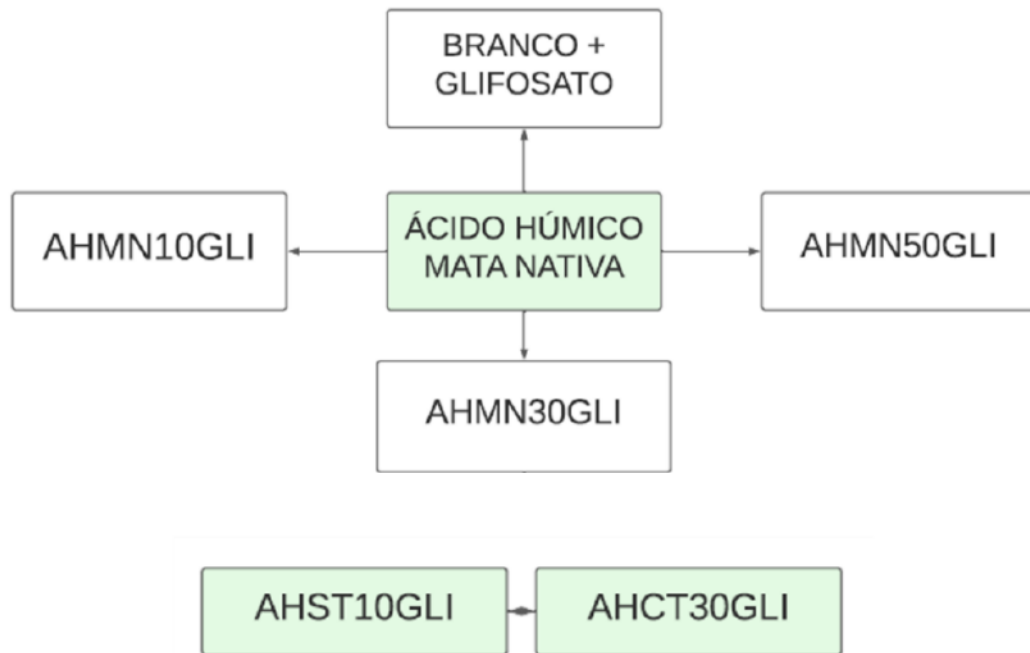 BRANCO +
GLIFOSATO
AHMN10GLI
ÁCIDO HÚMICO
MATA NATIVA
AHMN50GLI
AHMN30GLI
AHST10GLI
AHCT30GLI